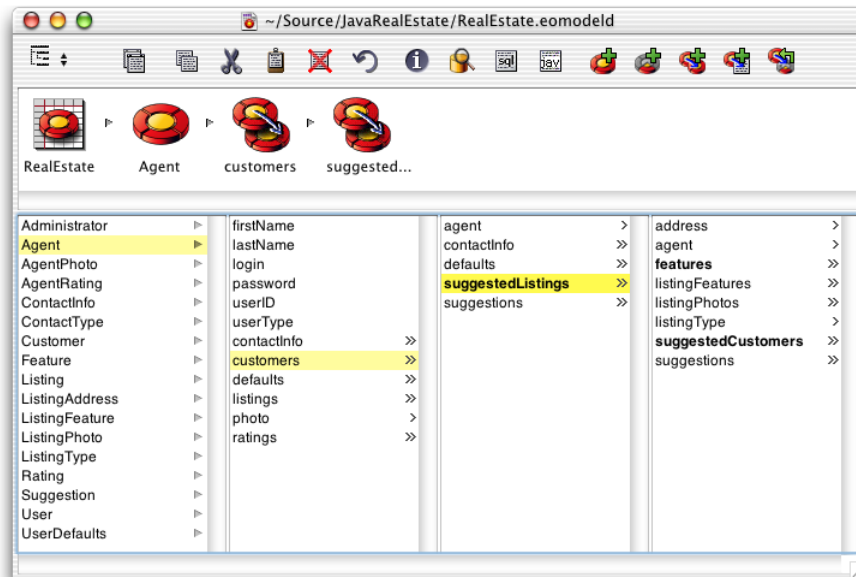 ~/Source/JavaRealEstate/RealEstate.eomodeld
sql
jav
RealEstate
Agent
customers
suggested...
Administrator
Agent
AgentPhoto
AgentRating
ContactInfo
ContactType
Customer
Feature
Listing
ListingAddress
ListingFeature
ListingPhoto
ListingType
Rating
Suggestion
User
UserDefaults
firstName
lastName
login
password
userID
userType
contactInfo
customers
defaults
listings
photo
ratings
agent
contactInfo
defaults
suggestedListings
suggestions
address
agent
features
listingFeatures
listingPhotos
listingType
suggestedCustomers
suggestions